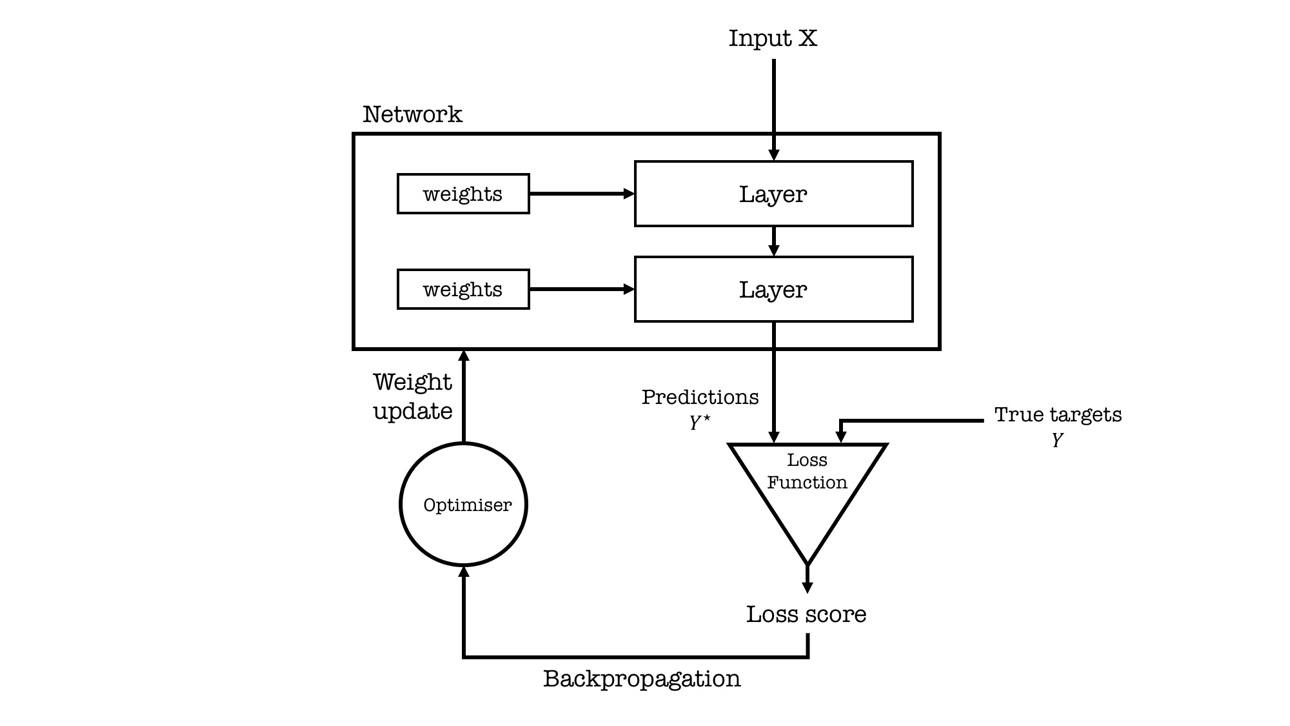 Input X
Network
weights
Layer
weights
Layer
Weight
update
Predictions
Y*
True targets
Y
Loss
Function
Optimiser
Loss score
Backpropagation